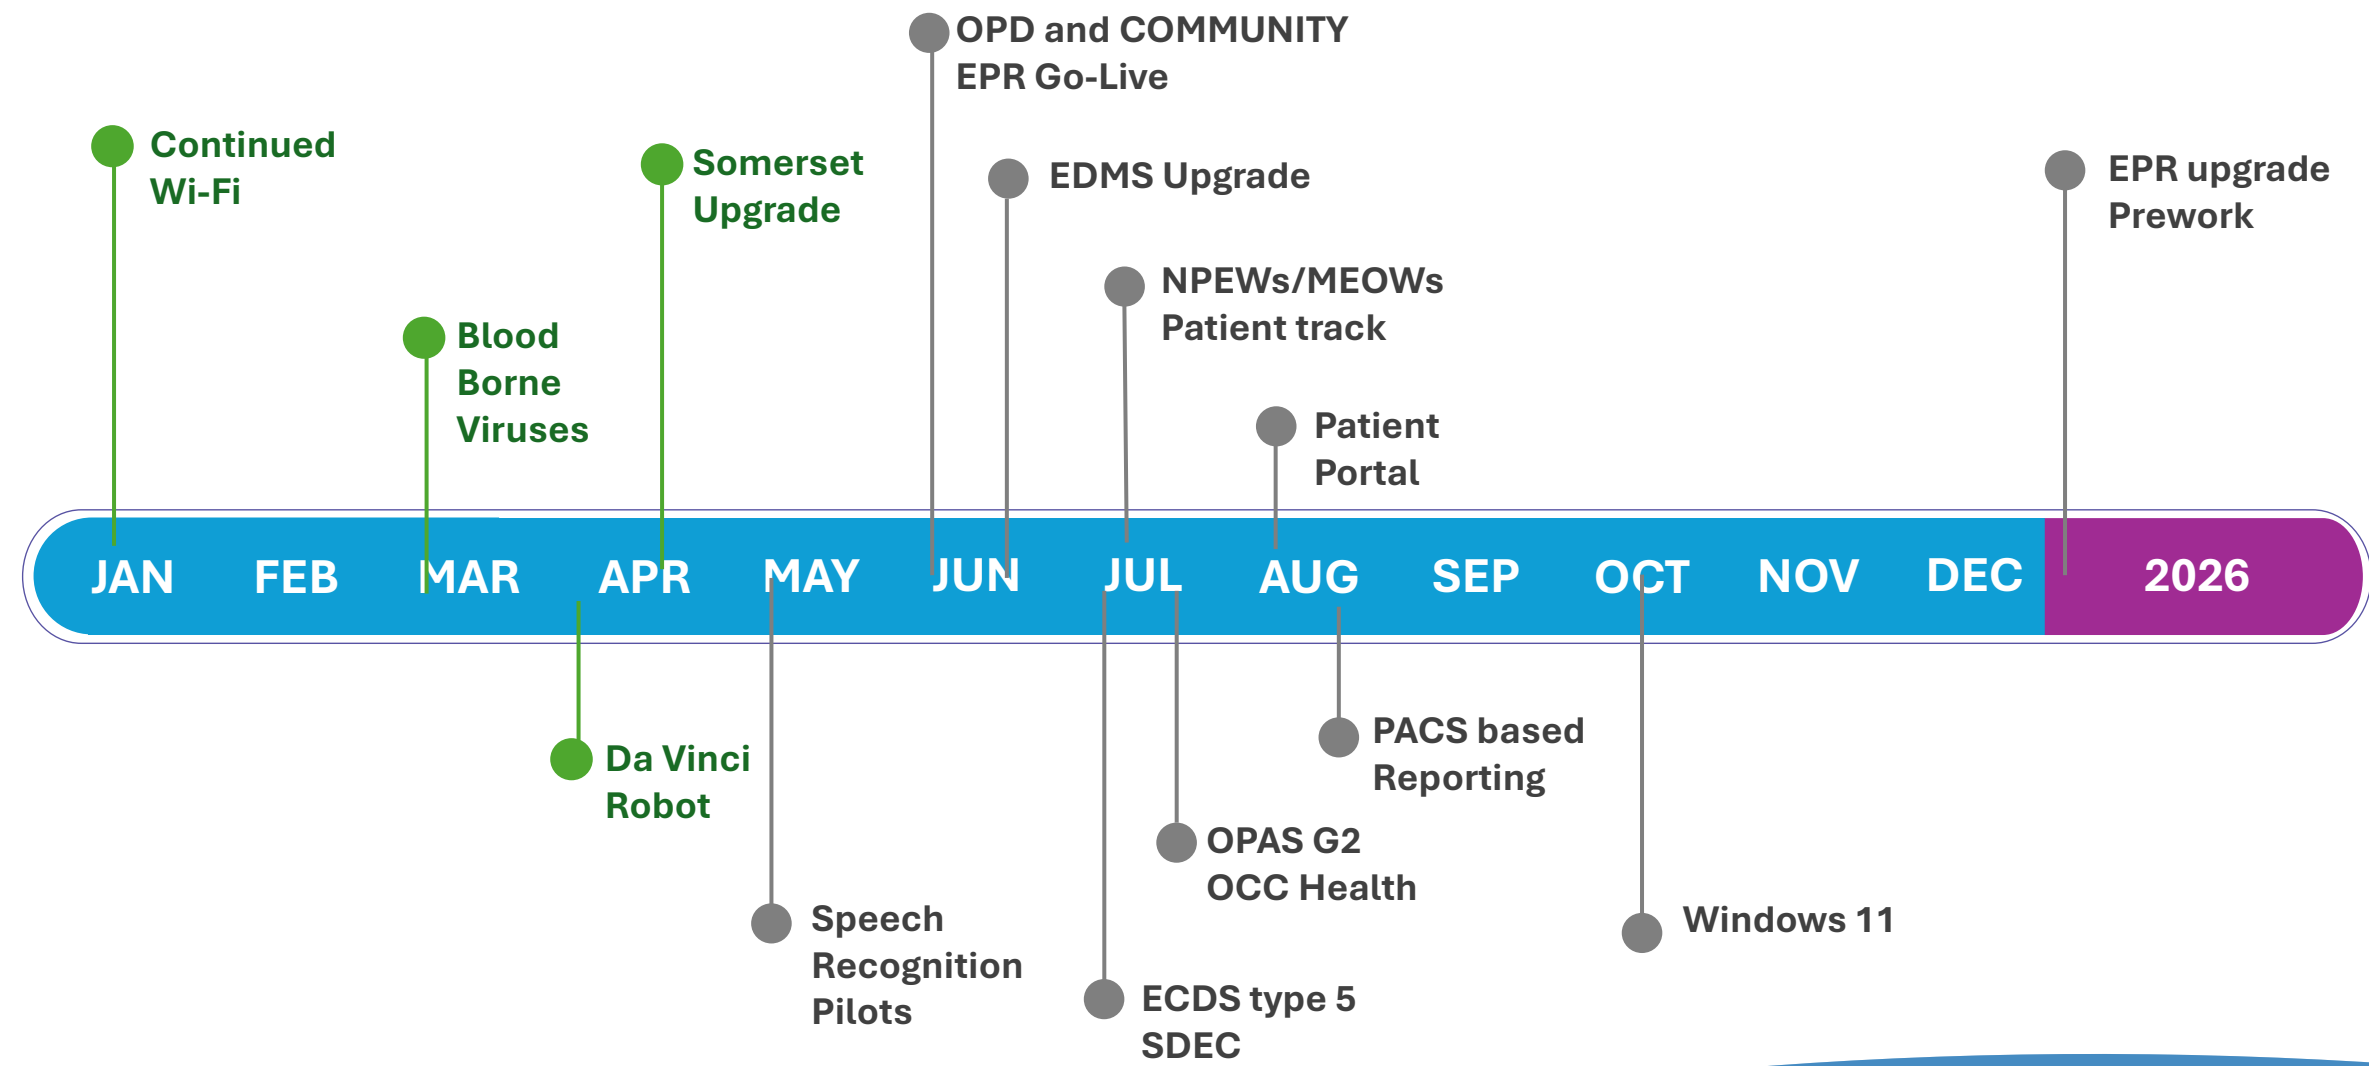 OPD and COMMUNITY
EPR Go-Live
Continued
Wi-Fi
Somerset
Upgrade
EDMS Upgrade
EPR upgrade
Prework
NPEWs/MEOWs
Patient track
Blood
Borne
Viruses
Patient
Portal
JAN FEB MAR APR MAY JUN JUL AUG SEP OCT NOV DEC 2026
Da Vinci
Robot
PACS based
Reporting
OPAS G2
OCC Health
Speech
Recognition
Pilots
Windows 11
ECDS type 5
SDEC